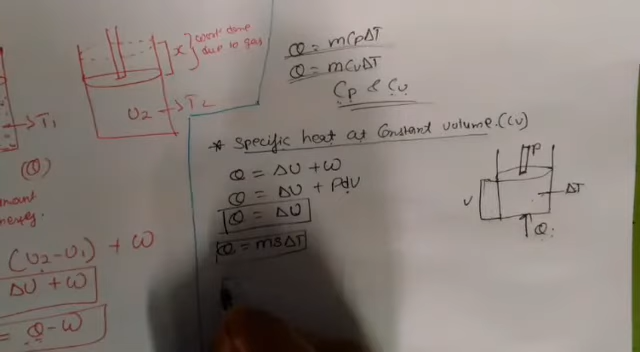 x } work done
due to gas
U2 → T2
→ T1
(Q)
(U2 - U1) + W
ΔU + W
= Q - W
Q = mCpΔT
Q = mCvΔT
Cp & Cv
* Specific heat at Constant volume. (Cv)
Q = ΔU + W
Q = ΔU + Pdv
Q = ΔU
Q = msΔT
P
V
ΔT
Q.